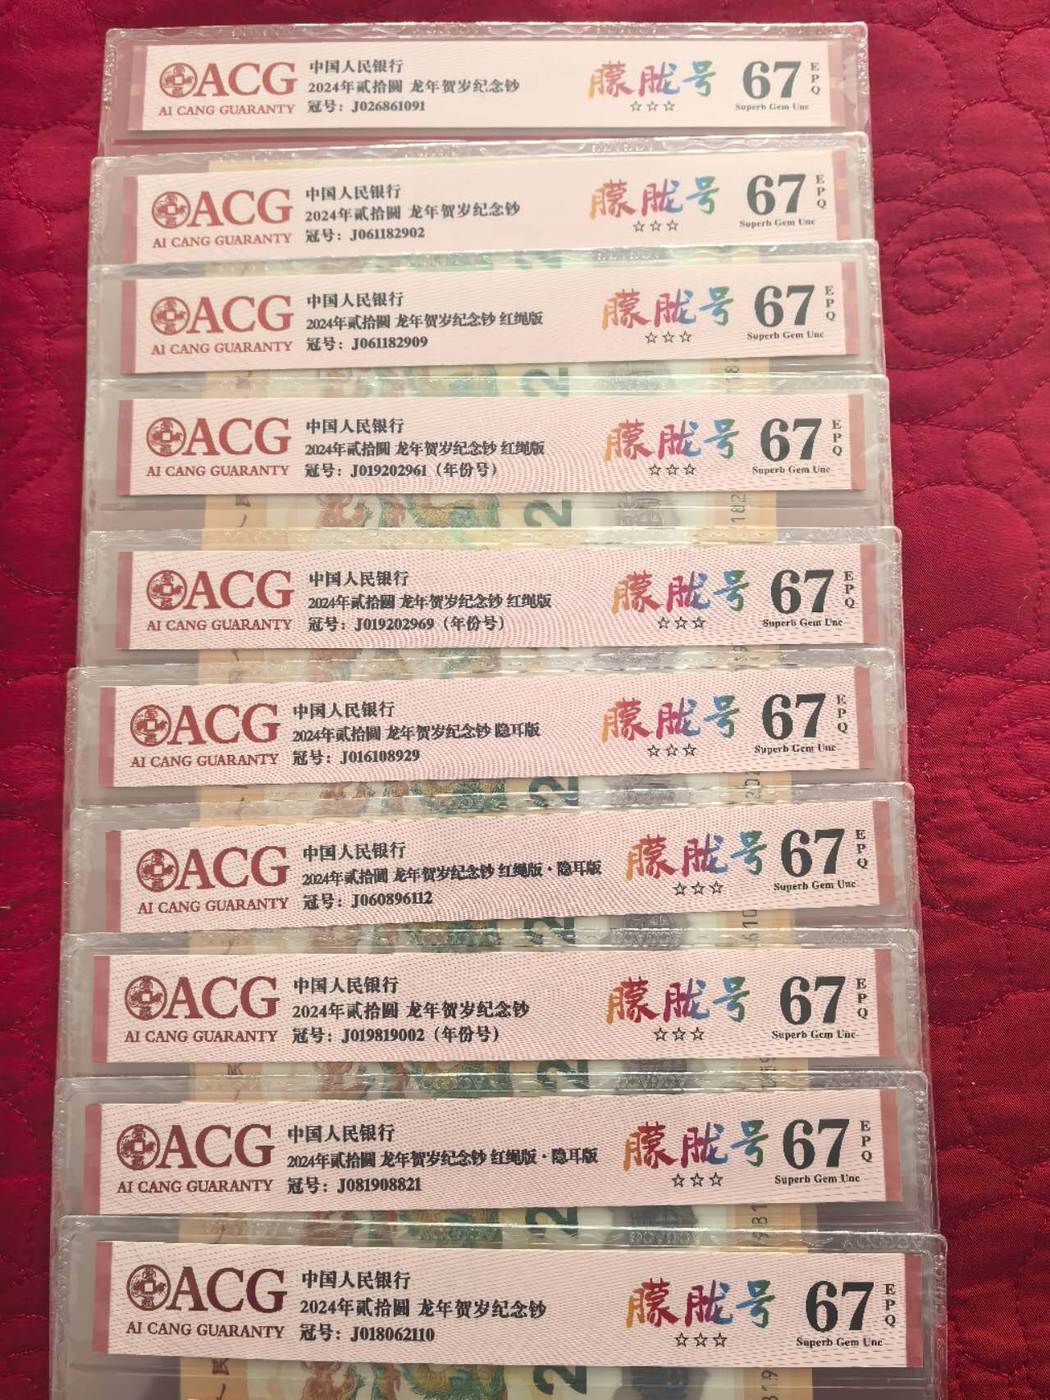 ACG
AI CANG GUARANTY
中国人民银行
2024年贰拾圆 龙年贺岁纪念钞
冠号：J026861091
朦胧号
☆☆☆
67
EPQ
Superb Gem Unc
ACG
AI CANG GUARANTY
中国人民银行
2024年贰拾圆 龙年贺岁纪念钞
冠号：J061182902
朦胧号
☆☆☆
67
EPQ
Superb Gem Unc
ACG
AI CANG GUARANTY
中国人民银行
2024年贰拾圆 龙年贺岁纪念钞 红绳版
冠号：J061182909
朦胧号
☆☆☆
67
EPQ
Superb Gem Unc
ACG
AI CANG GUARANTY
中国人民银行
2024年贰拾圆 龙年贺岁纪念钞 红绳版
冠号：J019202961（年份号）
朦胧号
☆☆☆
67
EPQ
Superb Gem Unc
ACG
AI CANG GUARANTY
中国人民银行
2024年贰拾圆 龙年贺岁纪念钞 红绳版
冠号：J019202969（年份号）
朦胧号
☆☆☆
67
EPQ
Superb Gem Unc
ACG
AI CANG GUARANTY
中国人民银行
2024年贰拾圆 龙年贺岁纪念钞 隐耳版
冠号：J016108929
朦胧号
☆☆☆
67
EPQ
Superb Gem Unc
ACG
AI CANG GUARANTY
中国人民银行
2024年贰拾圆 龙年贺岁纪念钞 红绳版·隐耳版
冠号：J060896112
朦胧号
☆☆☆
67
EPQ
Superb Gem Unc
ACG
AI CANG GUARANTY
中国人民银行
2024年贰拾圆 龙年贺岁纪念钞
冠号：J019819002（年份号）
朦胧号
☆☆☆
67
EPQ
Superb Gem Unc
ACG
AI CANG GUARANTY
中国人民银行
2024年贰拾圆 龙年贺岁纪念钞 红绳版·隐耳版
冠号：J081908821
朦胧号
☆☆☆
67
EPQ
Superb Gem Unc
ACG
AI CANG GUARANTY
中国人民银行
2024年贰拾圆 龙年贺岁纪念钞
冠号：J018062110
朦胧号
☆☆☆
67
EPQ
Superb Gem Unc